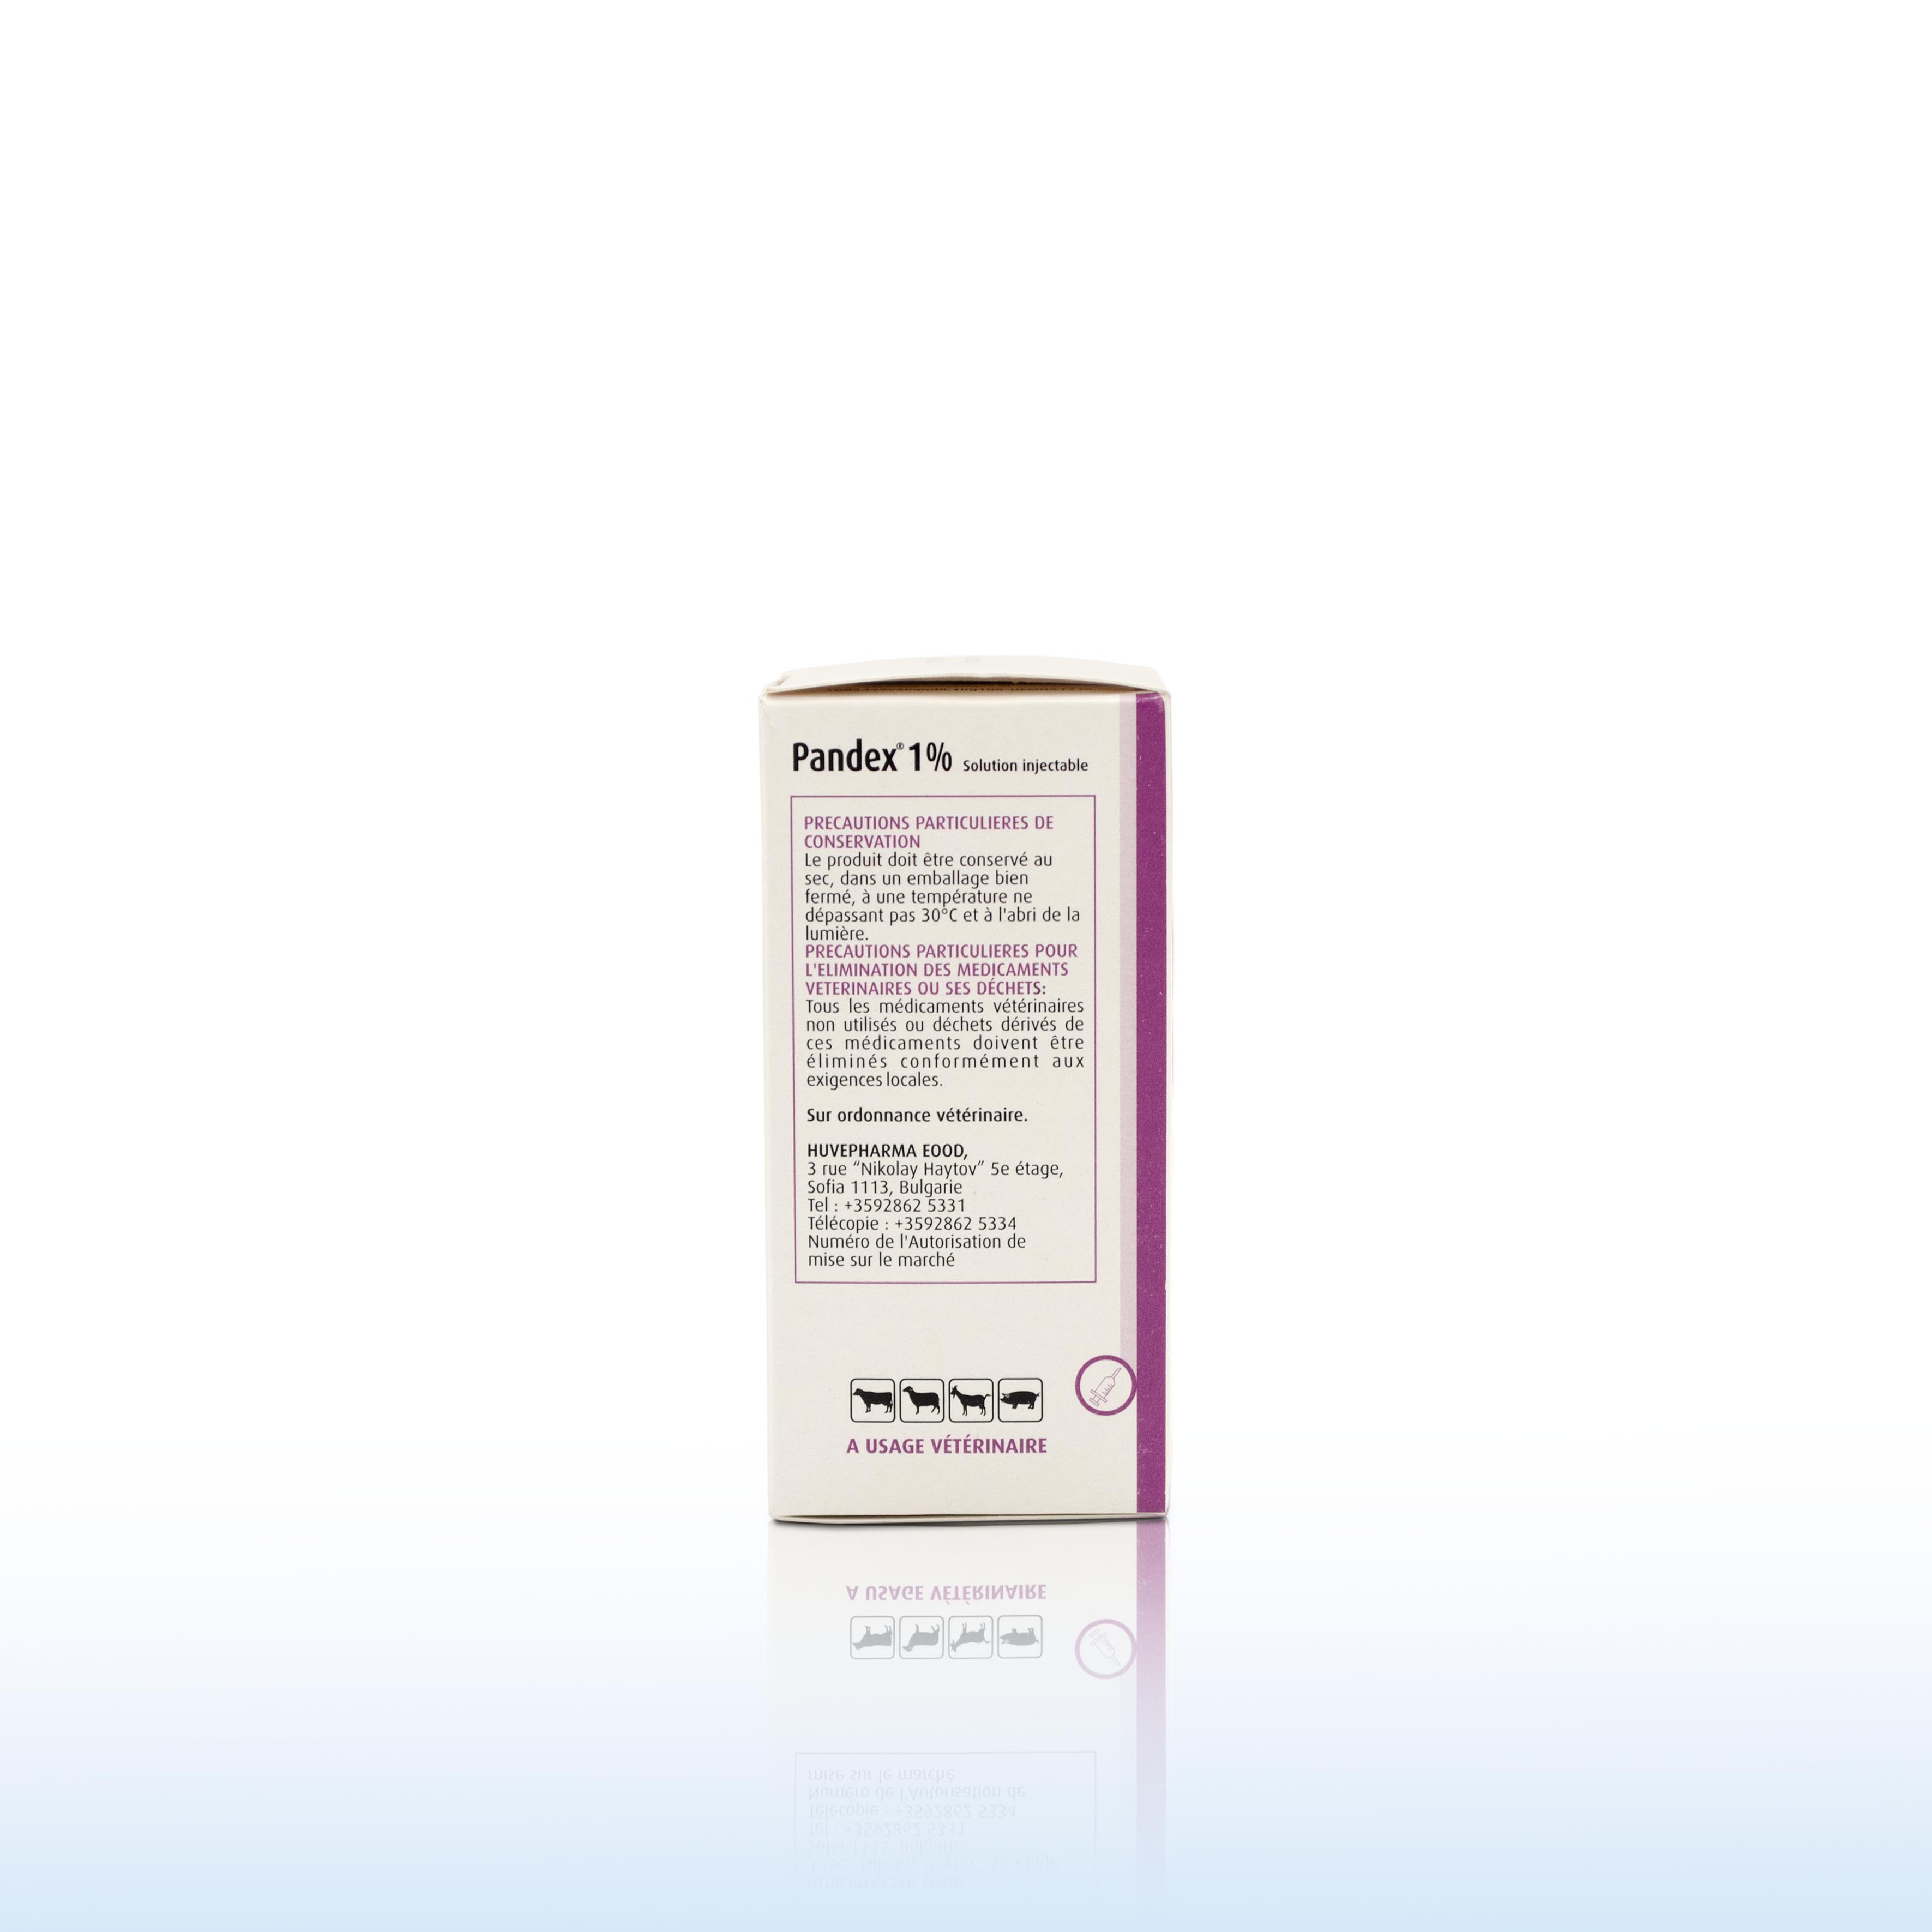 Pandex® 1% Solution injectable
PRECAUTIONS PARTICULIERES DE
CONSERVATION
Le produit doit être conservé au
sec, dans un emballage bien
fermé, à une température ne
dépassant pas 30°C et à l'abri de la
lumière.
PRECAUTIONS PARTICULIERES POUR
L'ELIMINATION DES MEDICAMENTS
VETERINAIRES OU SES DÉCHETS:
Tous les médicaments vétérinaires
non utilisés ou déchets dérivés de
ces médicaments doivent être
éliminés conformément aux
exigences locales.
Sur ordonnance vétérinaire.
HUVEPHARMA EOOD,
3 rue “Nikolay Haytov” 5e étage,
Sofia 1113, Bulgarie
Tel : +3592862 5331
Télécopie : +3592862 5334
Numéro de l'Autorisation de
mise sur le marché
A USAGE VÉTÉRINAIRE